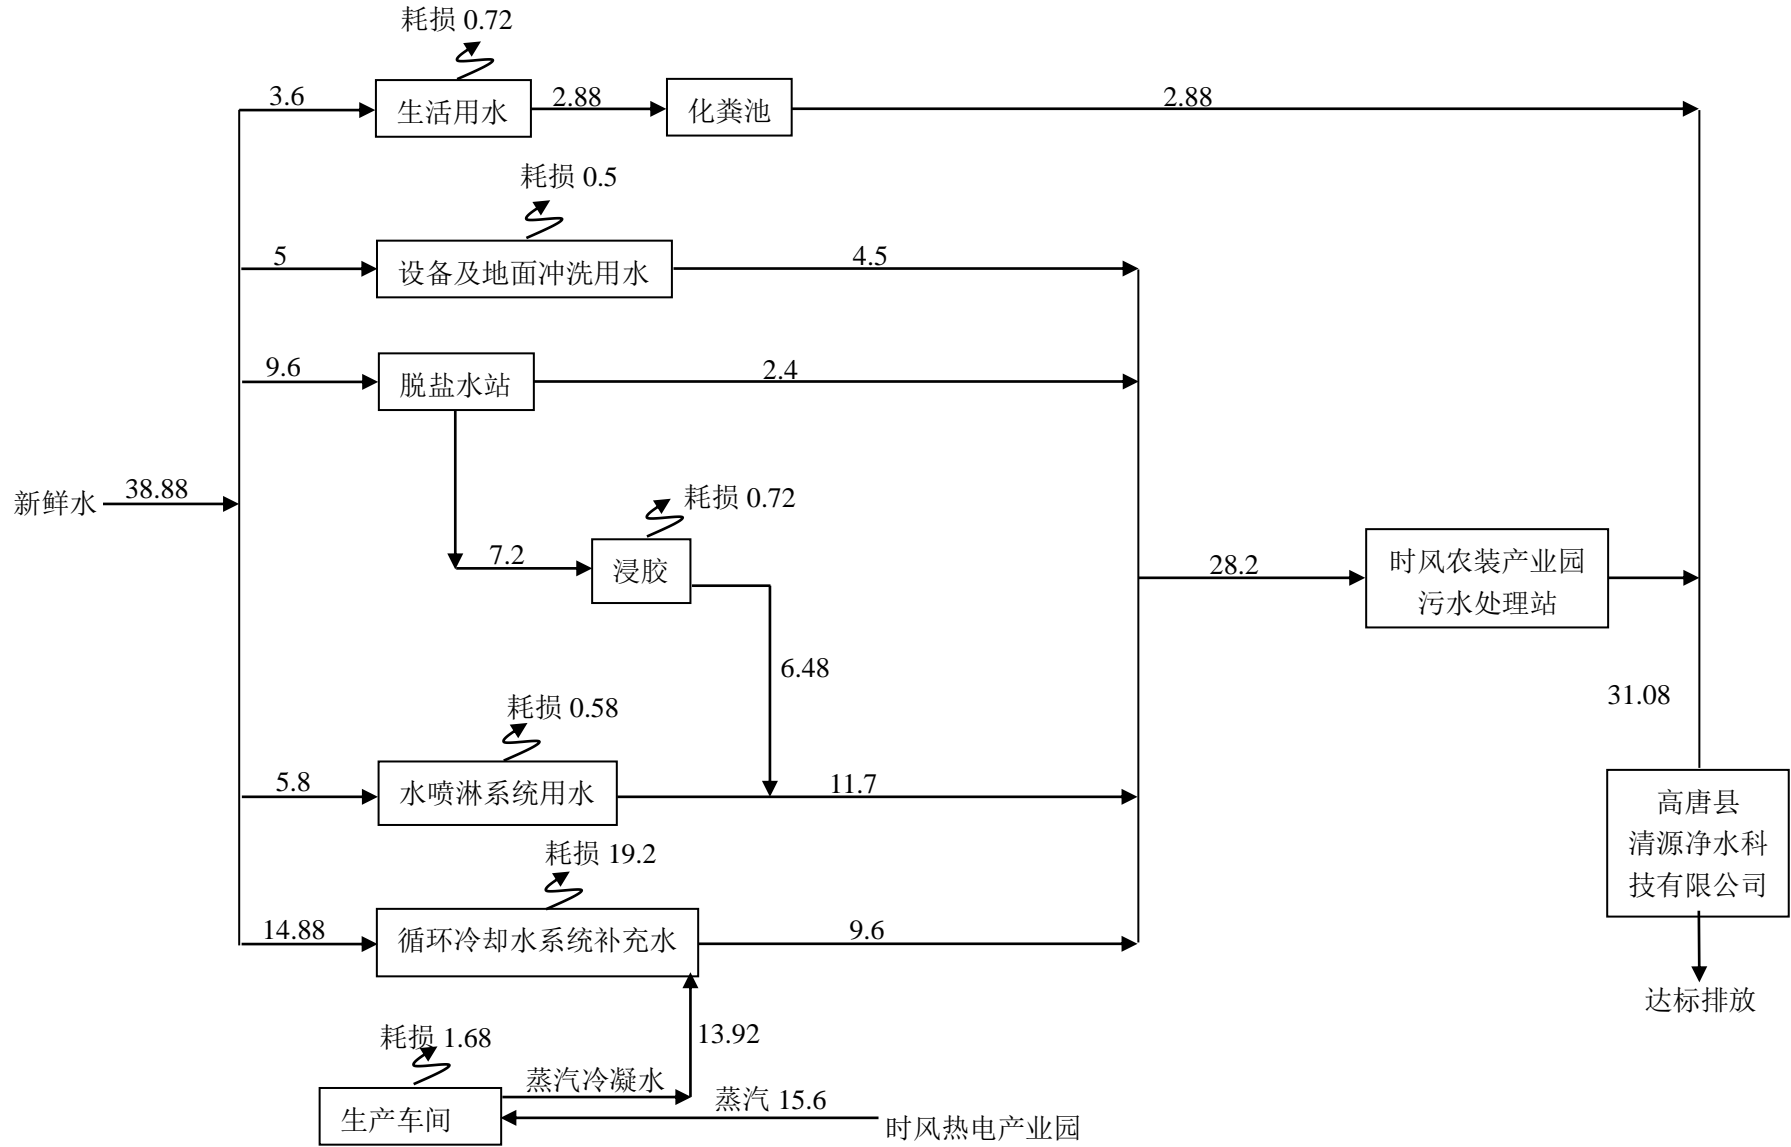 耗损 0.72
3.6
生活用水
2.88
化粪池
2.88
耗损 0.5
5
设备及地面冲洗用水
4.5
9.6
脱盐水站
2.4
新鲜水
38.88
耗损 0.72
7.2
浸胶
6.48
28.2
时风农装产业园
污水处理站
31.08
耗损 0.58
5.8
水喷淋系统用水
11.7
高唐县
清源净水科
技有限公司
达标排放
耗损 19.2
14.88
循环冷却水系统补充水
9.6
13.92
耗损 1.68
蒸汽冷凝水
生产车间
蒸汽 15.6
时风热电产业园